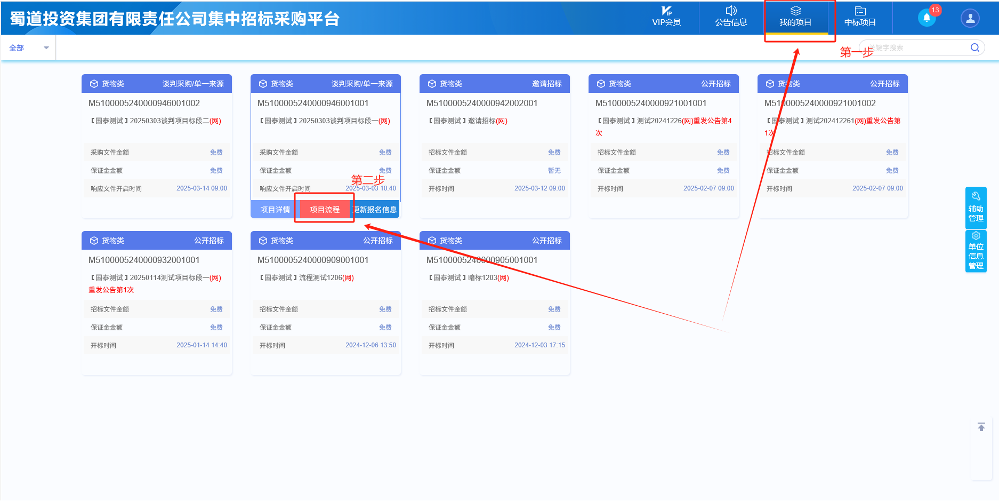 蜀道投资集团有限责任公司集中招标采购平台
VIP
VIP会员
公告信息
我的项目
中标项目
13
全部
第一步
关键字搜索
货物类 谈判采购/单一来源
M5100005240000946001002
【国泰测试】20250303谈判项目标段二(网)
采购文件金额 免费
保证金金额 免费
响应文件开启时间 2025-03-14 09:00
货物类 谈判采购/单一来源
M5100005240000946001001
【国泰测试】20250303谈判项目标段一(网)
采购文件金额 免费
保证金金额 免费
第二步
响应文件开启时间 2025-03-03 10:40
项目详情 项目流程 更新报名信息
货物类 邀请招标
M5100005240000942002001
【国泰测试】邀请招标(网)
招标文件金额 免费
保证金金额 暂无
开标时间 2025-03-12 09:00
货物类 公开招标
M5100005240000921001001
【国泰测试】测试20241226(网)重发公告第4
次
招标文件金额 免费
保证金金额 免费
开标时间 2025-02-07 09:00
货物类 公开招标
M5100005240000921001002
【国泰测试】测试202412261(网)重发公告第
1次
招标文件金额 免费
保证金金额 免费
开标时间 2025-02-07 09:00
货物类 公开招标
M5100005240000932001001
【国泰测试】20250114测试项目标段一(网)
重发公告第1次
招标文件金额 免费
保证金金额 免费
开标时间 2025-01-14 14:40
货物类 公开招标
M5100005240000909001001
【国泰测试】流程测试1206(网)
招标文件金额 免费
保证金金额 免费
开标时间 2024-12-06 13:50
货物类 公开招标
M5100005240000905001001
【国泰测试】暗标1203(网)
招标文件金额 免费
保证金金额 免费
开标时间 2024-12-03 17:15
辅助
管理
单位
信息
管理